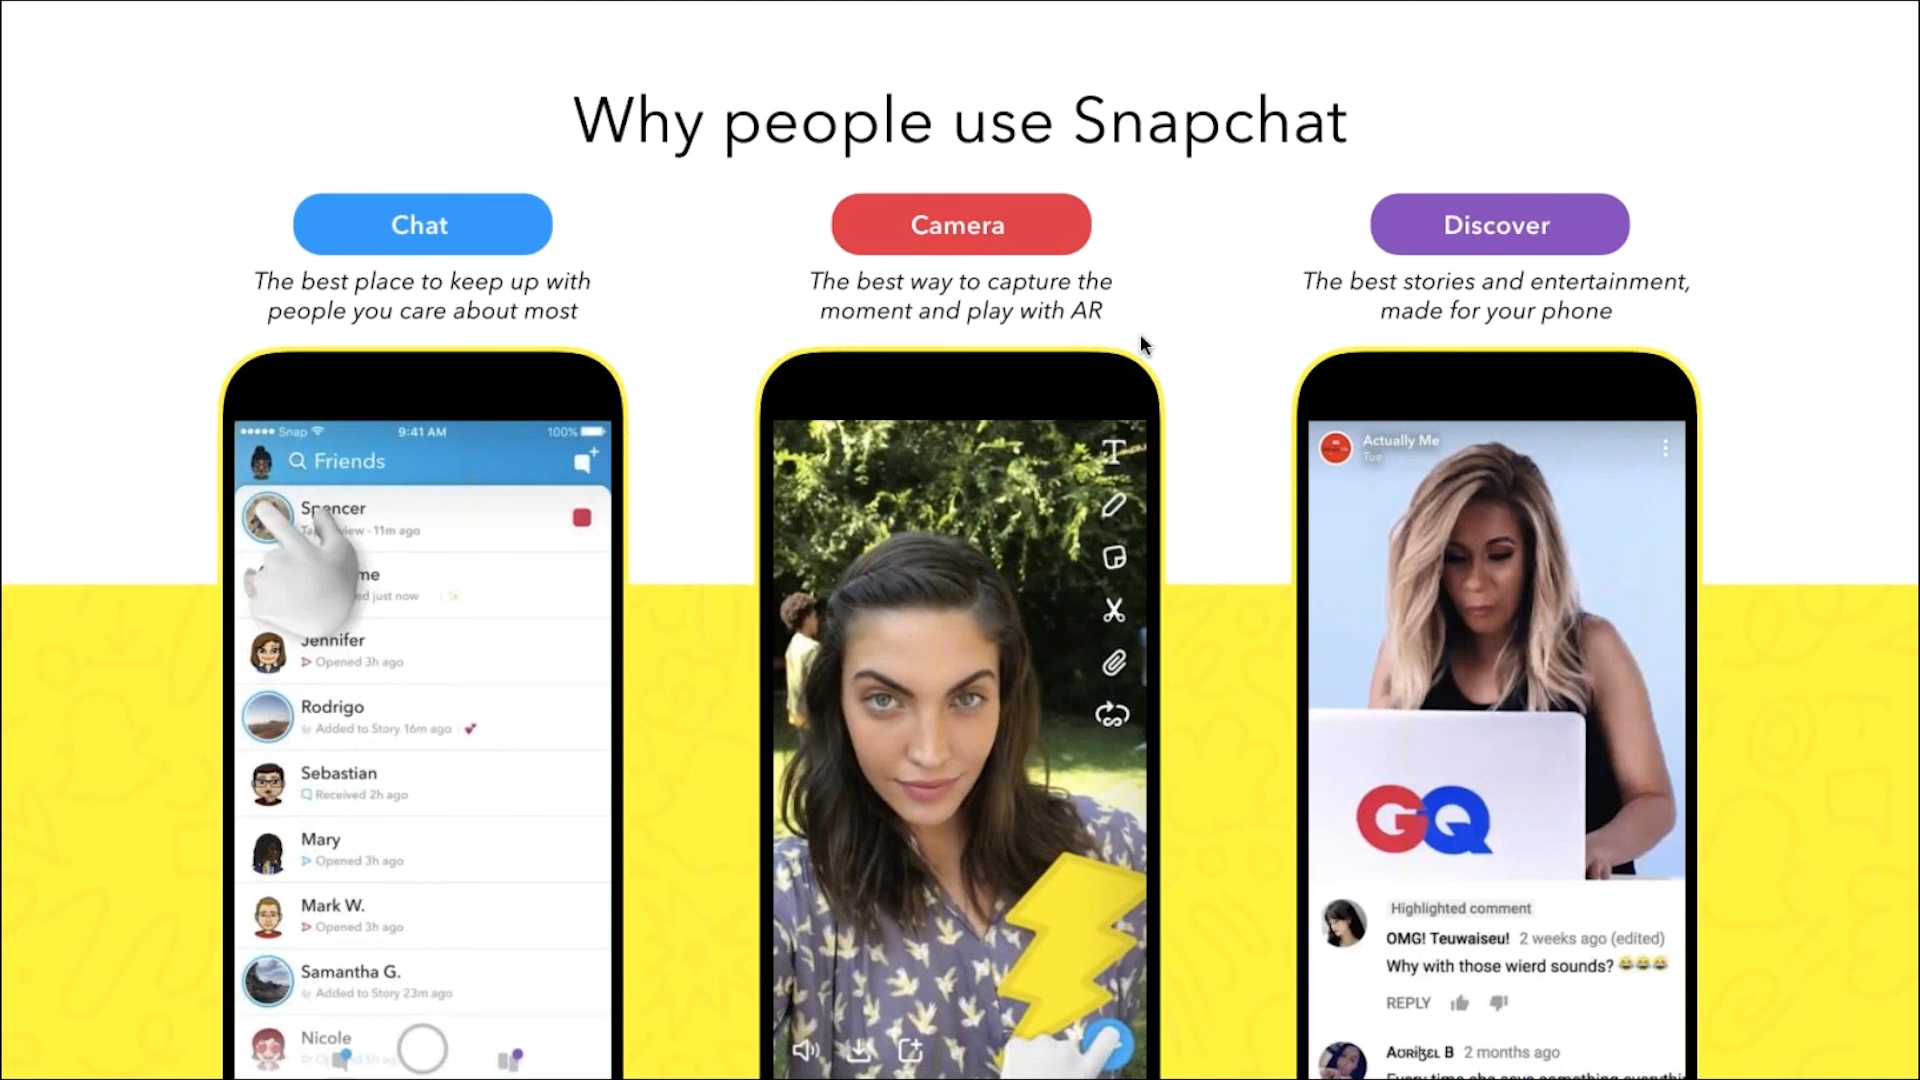 Why people use Snapchat
Chat
The best place to keep up with
people you care about most
Snap
9:41 AM
100%
Friends
Spencer
11m ago
just now
Jennifer
Opened 3h ago
Rodrigo
Added to Story 16m ago
Sebastian
Received 2h ago
Mary
Opened 3h ago
Mark W.
Opened 3h ago
Samantha G.
Added to Story 23m ago
Nicole
Camera
The best way to capture the
moment and play with AR
T
Discover
The best stories and entertainment,
made for your phone
Actually Me
Tue
GQ
Highlighted comment
OMG! Teuwaiseu! 2 weeks ago (edited)
Why with those wierd sounds? 😂😂😂
REPLY
B 2 months ago
Every time she says something